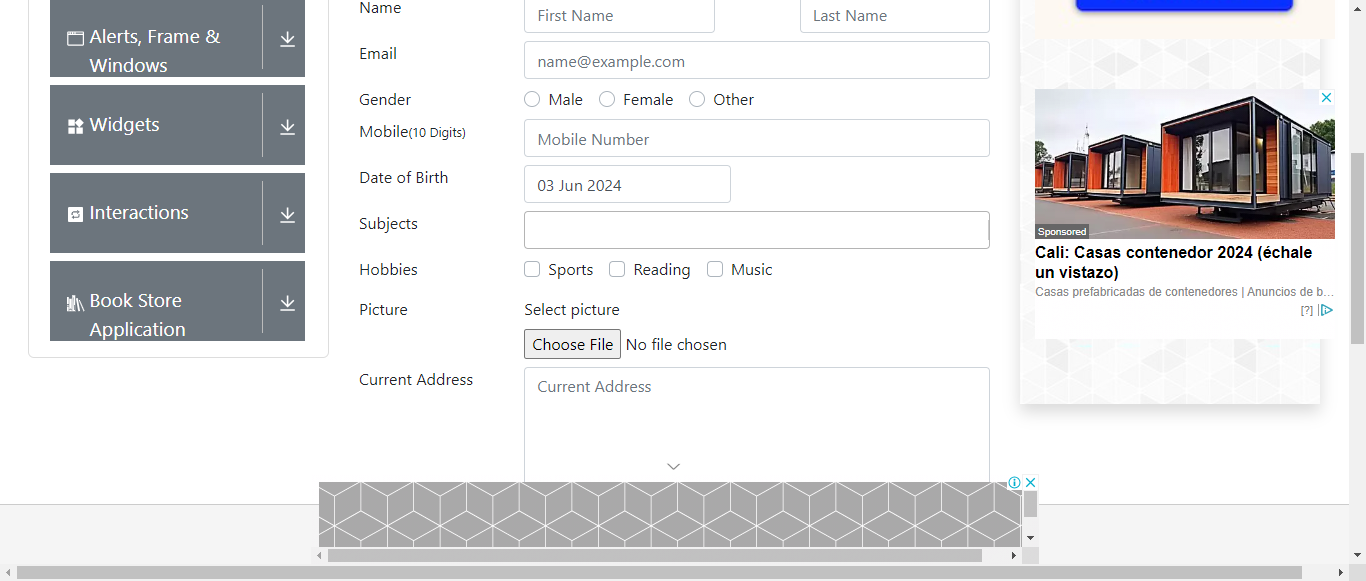 Alerts, Frame &
Windows
Widgets
Interactions
Book Store
Application
Name
First Name
Last Name
Email
name@example.com
Gender
Male
Female
Other
Mobile(10 Digits)
Mobile Number
Date of Birth
03 Jun 2024
Subjects
Hobbies
Sports
Reading
Music
Picture
Select picture
Choose File
No file chosen
Current Address
Current Address
Sponsored
Cali: Casas contenedor 2024 (échale
un vistazo)
Casas prefabricadas de contenedores | Anuncios de b…
[?]